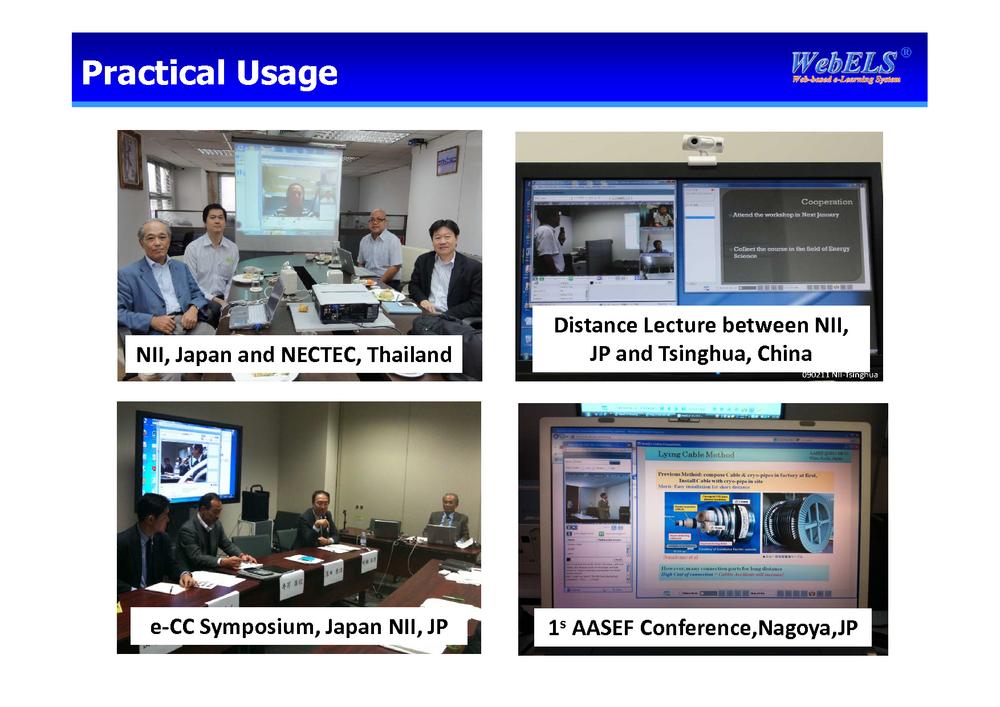 Practical Usage
WebELS®
Web-based e-Learning System
NII, Japan and NECTEC, Thailand
Cooperation
Attend the workshop in Next January
Collect the course in the field of Energy
Science
Distance Lecture between NII,
JP and Tsinghua, China
090211 NII-Tsinghua
e-CC Symposium, Japan NII, JP
Lying Cable Method
Previous Method: compose Cable & cryo-pipes in factory at first,
Install Cable with cryo-pipe in site
Merit: Easy installation for short distance
However, many connection parts for long distance
High Cost of connection
1s AASEF Conference,Nagoya,JP